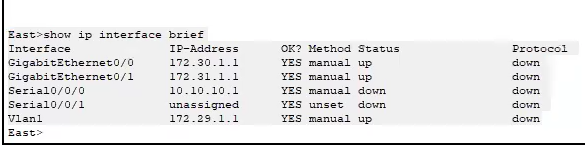 East>show ip interface brief
Interface IP-Address OK? Method Status Protocol
GigabitEthernet0/0 172.30.1.1 YES manual up down
GigabitEthernet0/1 172.31.1.1 YES manual up down
Serial0/0/0 10.10.10.1 YES manual down down
Serial0/0/1 unassigned YES unset down down
Vlan1 172.29.1.1 YES manual up down
East>